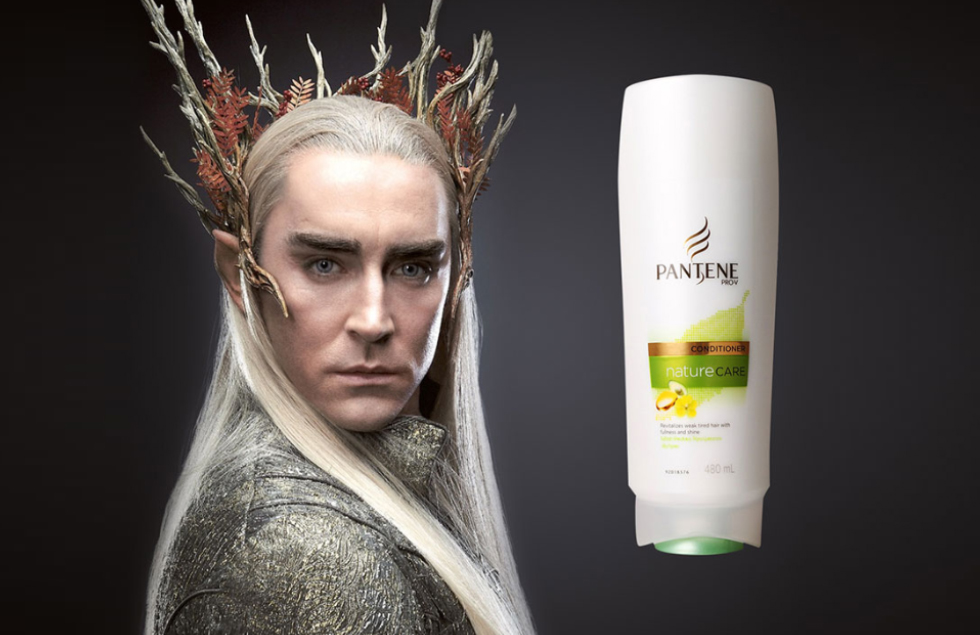 PANTENE
PRO·V
CONDITIONER
nature CARE
Revitalizes weak tired hair with
fullness and shine
480 mL